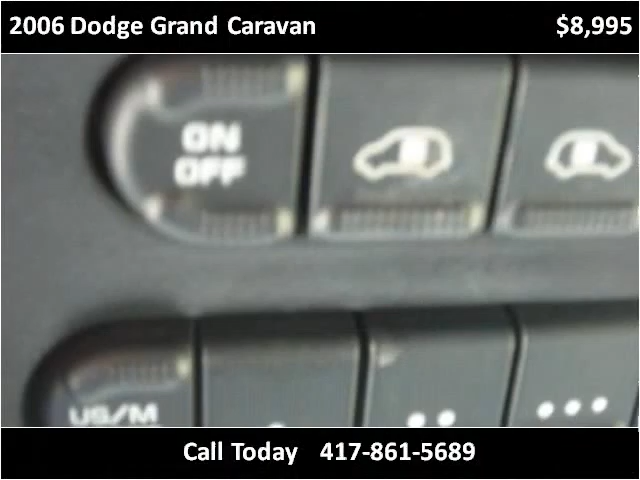 2006 Dodge Grand Caravan $8,995
ON
OFF
US/M
Call Today 417-861-5689